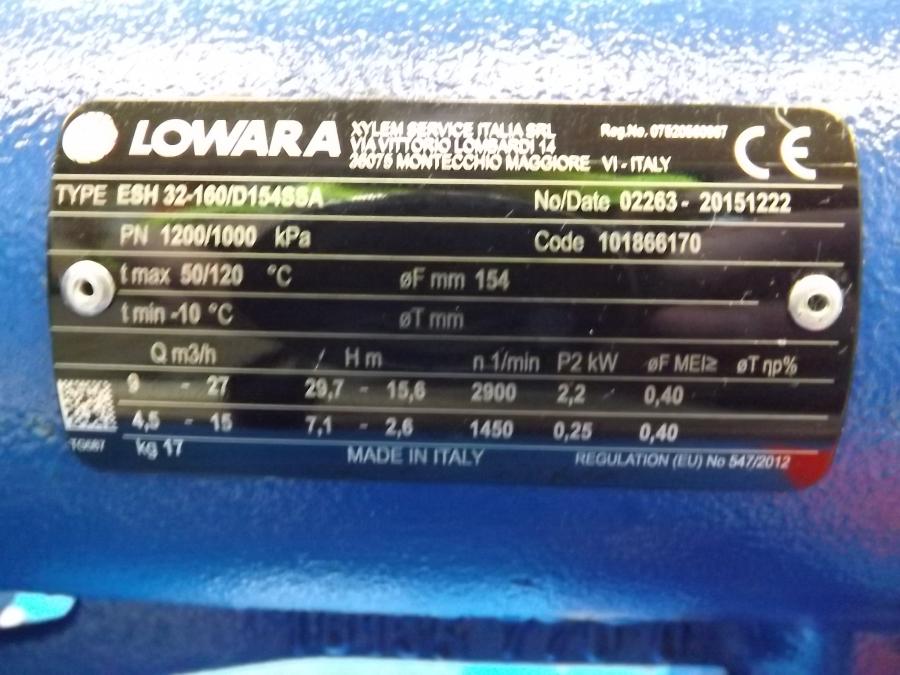 LOWARA
XYLEM SERVICE ITALIA SRL
VIA VITTORIO LOMBARDI 14
36075 MONTECCHIO MAGGIORE VI - ITALY
Reg.No. 07520560967
CE
TYPE ESH 32-160/D154SSA No/Date 02263 - 20151222
PN 1200/1000 kPa Code 101866170
t max 50/120 °C øF mm 154
t min -10 °C øT mm
Q m3/h H m n 1/min P2 kW øF MEI≥ øT ηp%
9 - 27 29,7 - 15,6 2900 2,2 0,40
4,5 - 15 7,1 - 2,6 1450 0,25 0,40
TG687 kg 17 MADE IN ITALY REGULATION (EU) No 547/2012